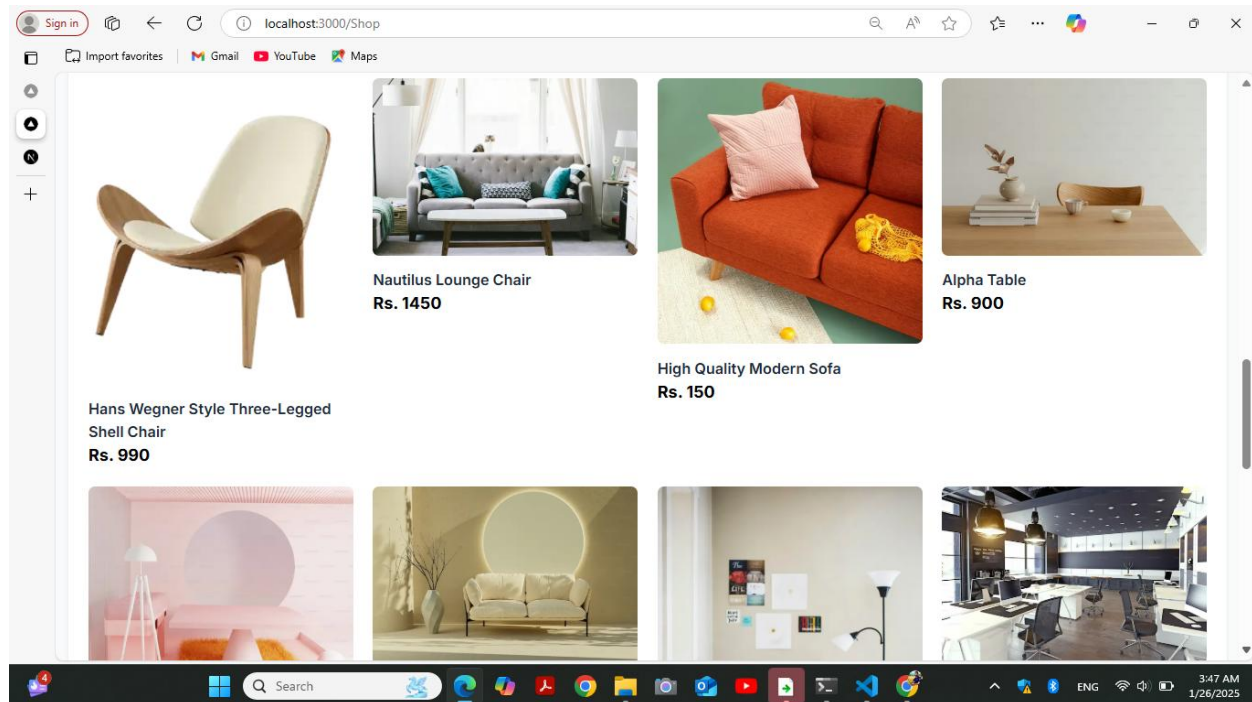 Sign in
localhost:3000/Shop
Import favorites
Gmail
YouTube
Maps
Nautilus Lounge Chair
Rs. 1450
Alpha Table
Rs. 900
High Quality Modern Sofa
Rs. 150
Hans Wegner Style Three-Legged
Shell Chair
Rs. 990
4
Search
ENG
3:47 AM
1/26/2025